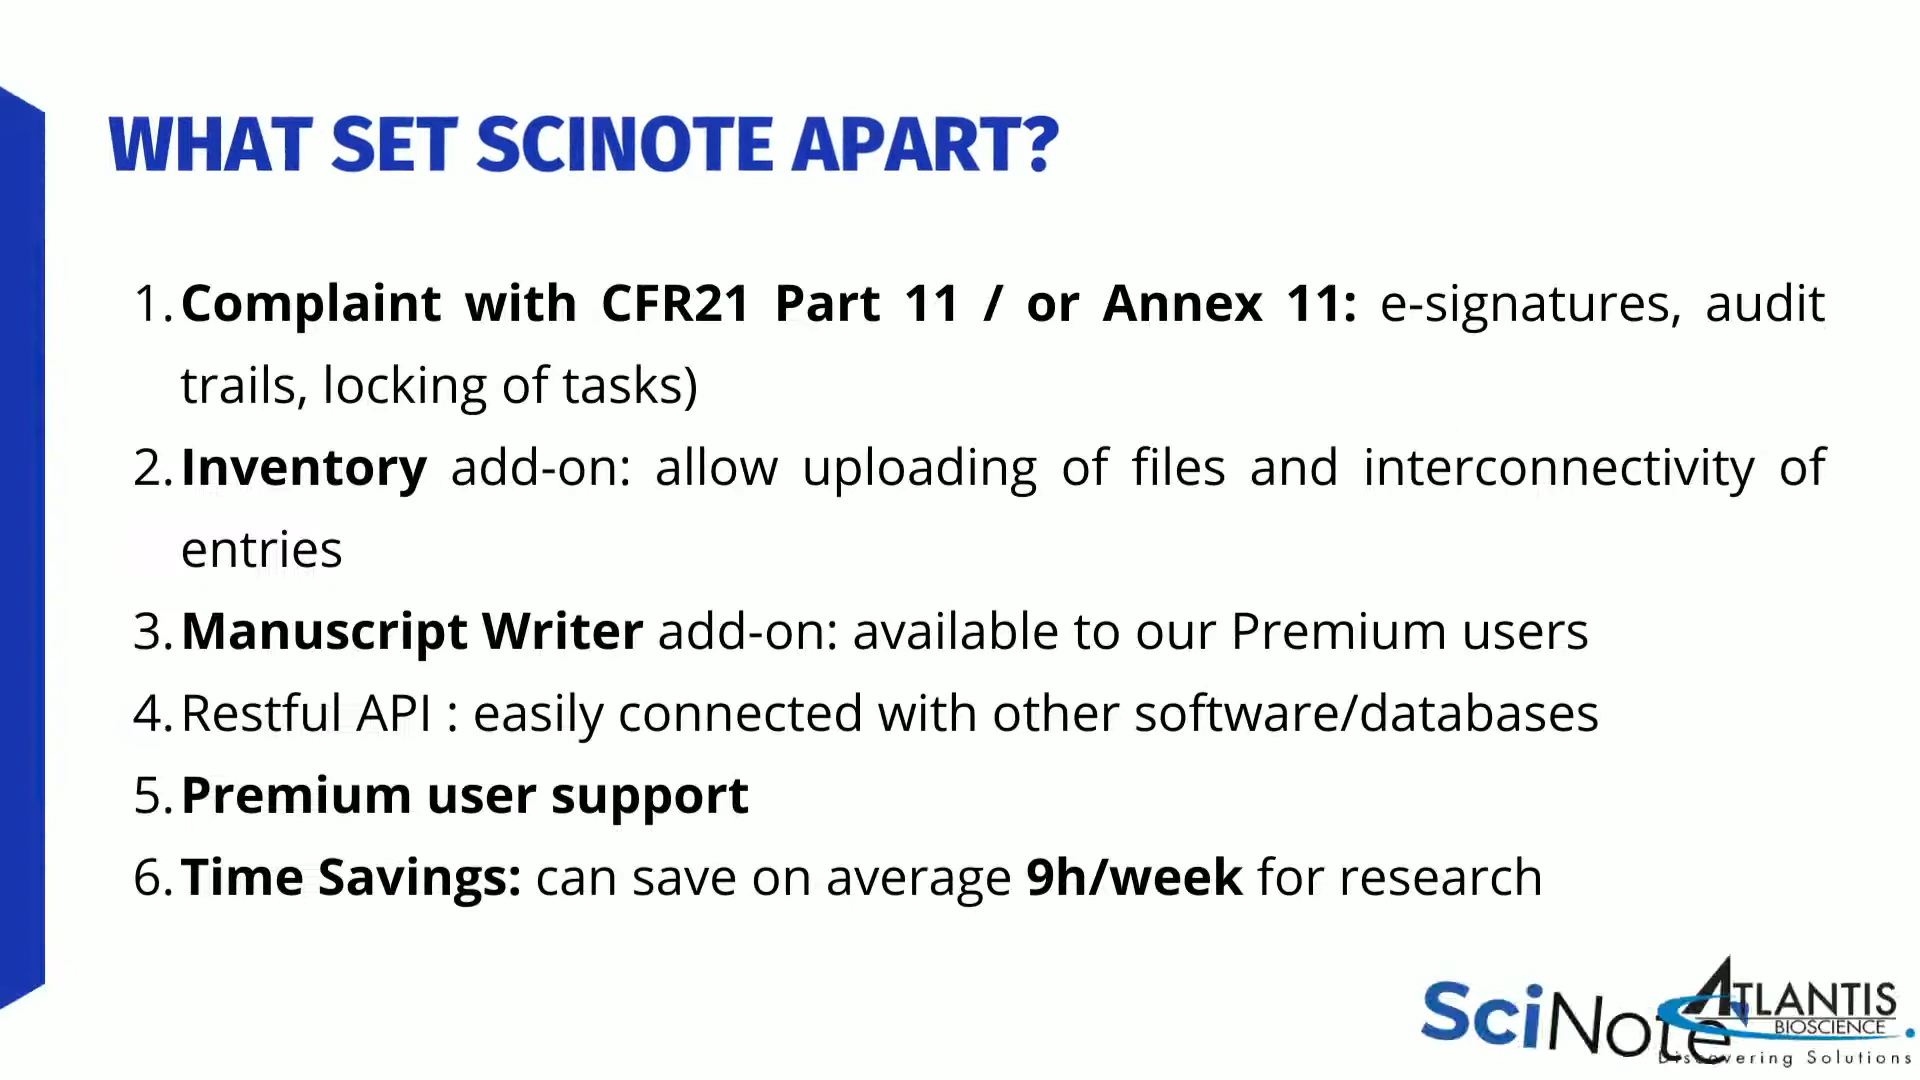 WHAT SET SCINOTE APART?
1. Complaint with CFR21 Part 11 / or Annex 11: e-signatures, audit
trails, locking of tasks)
2. Inventory add-on: allow uploading of files and interconnectivity of
entries
3. Manuscript Writer add-on: available to our Premium users
4. Restful API : easily connected with other software/databases
5. Premium user support
6. Time Savings: can save on average 9h/week for research
SciNote
ATLANTIS
BIOSCIENCE
Discovering Solutions